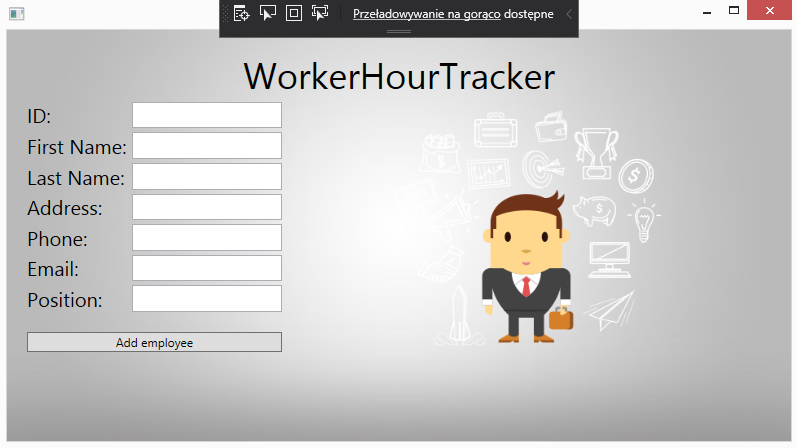 Przeładowywanie na gorąco dostępne
WorkerHourTracker
ID:
First Name:
Last Name:
Address:
Phone:
Email:
Position:
Add employee